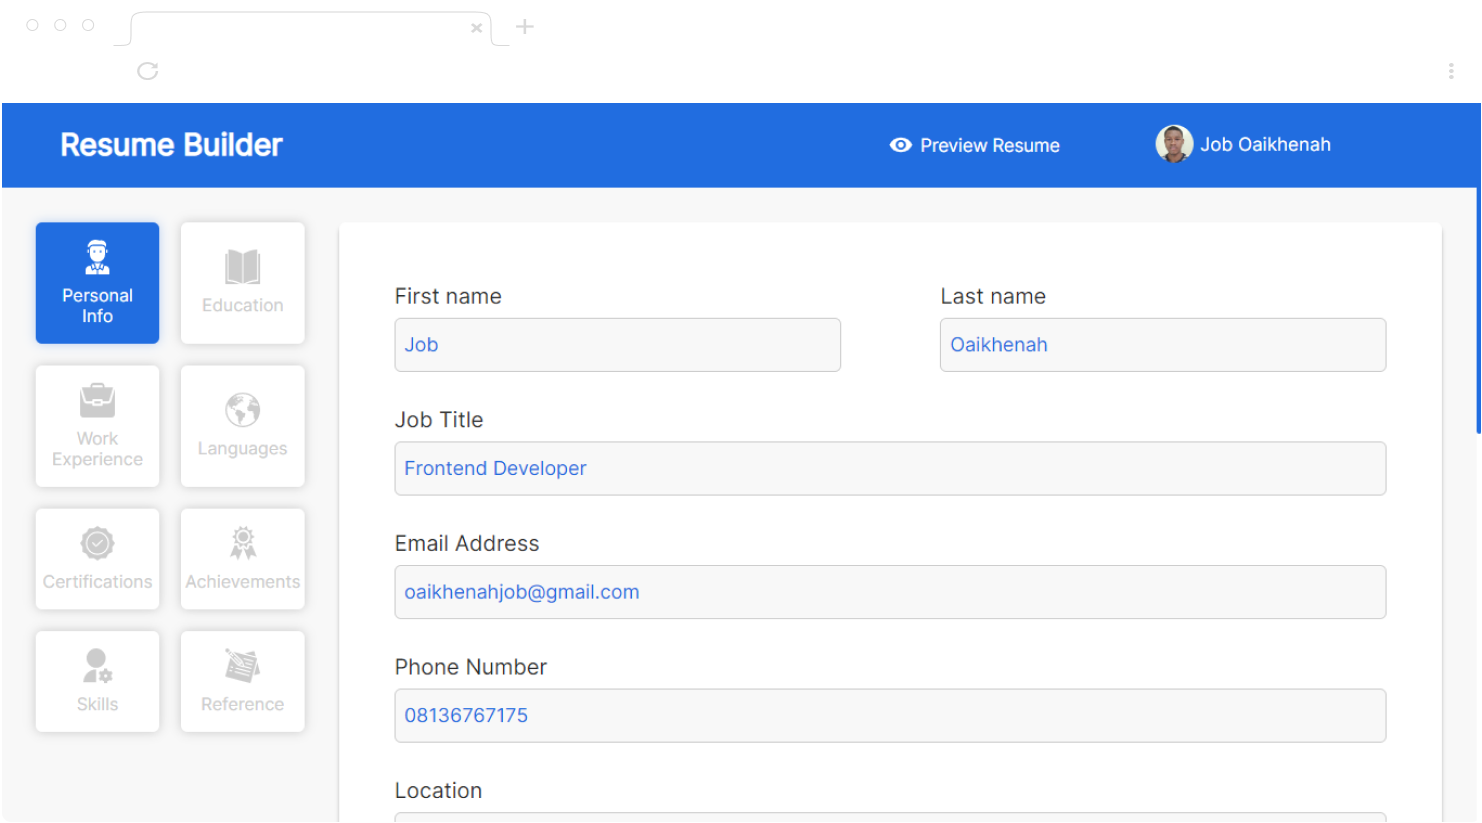 Resume Builder
Preview Resume
Job Oaikhenah
Personal
Info
Education
Work
Experience
Languages
Certifications
Achievements
Skills
Reference
First name
Last name
Job
Oaikhenah
Job Title
Frontend Developer
Email Address
oaikhenahjob@gmail.com
Phone Number
08136767175
Location